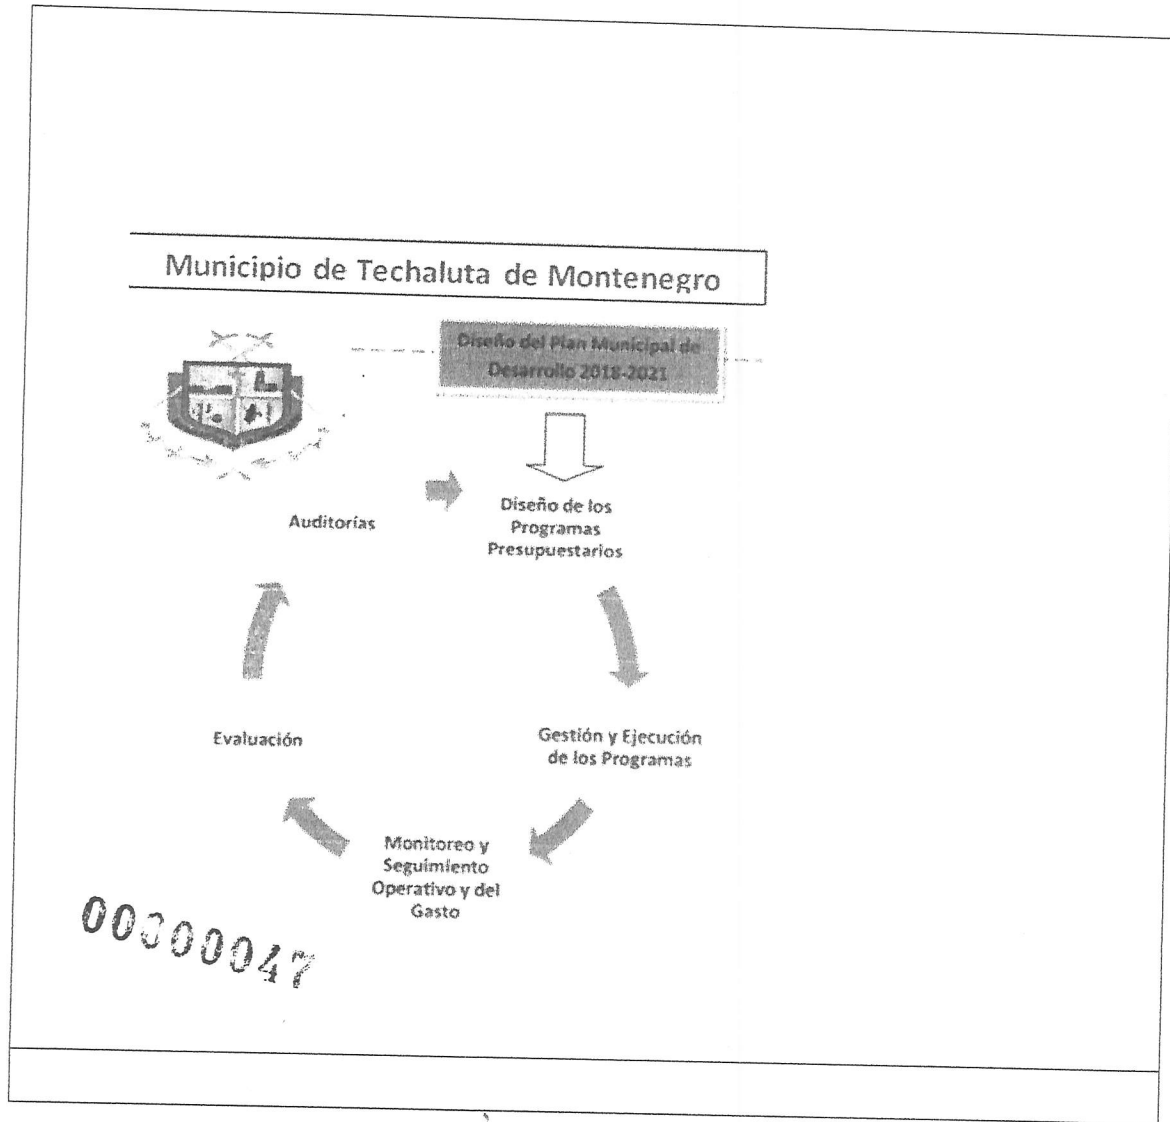 Municipio de Techaluta de Montenegro
Diseño del Plan Municipal de
Desarrollo 2018-2021
Diseño de los
Programas
Presupuestarios
Auditorías
Gestión y Ejecución
de los Programas
Evaluación
Monitoreo y
Seguimiento
Operativo y del
Gasto
00000047